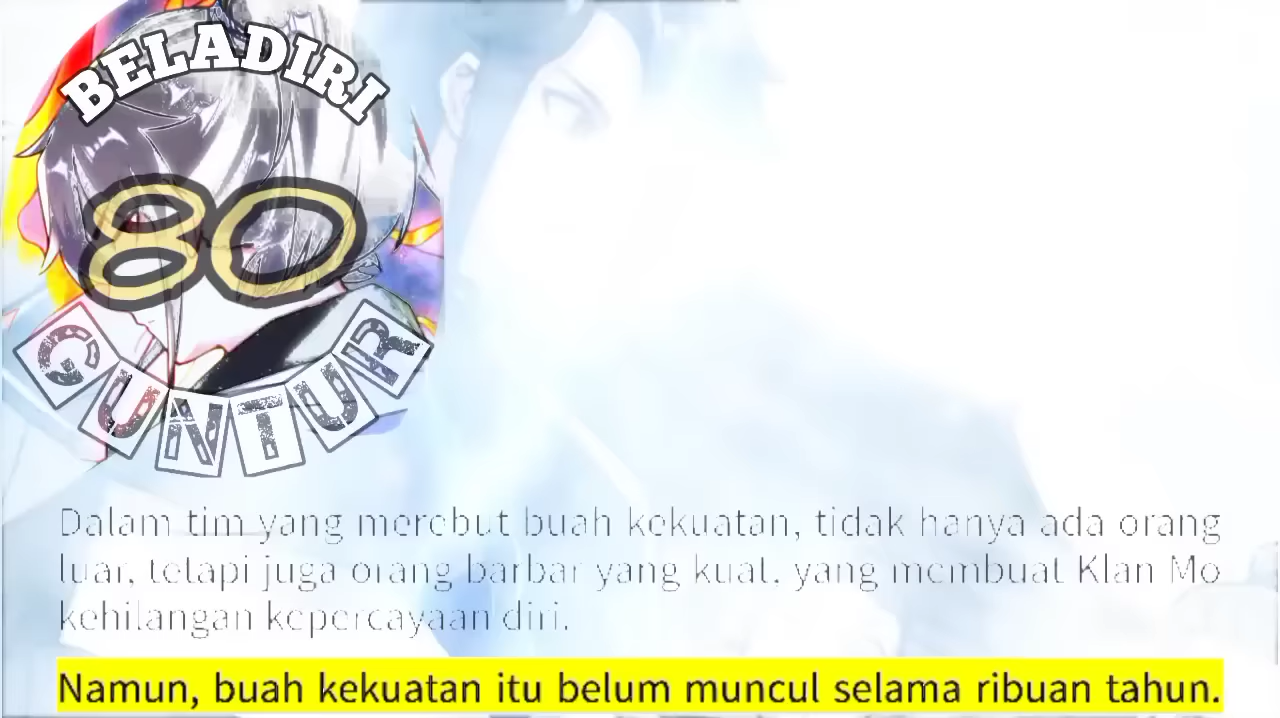 BELADIRI
80
GUNTUR
Dalam tim yang merebut buah kekuatan, tidak hanya ada orang
luar, tetapi juga orang barbar yang kuat, yang membuat Klan Mo
kehilangan kepercayaan diri.
Namun, buah kekuatan itu belum muncul selama ribuan tahun.